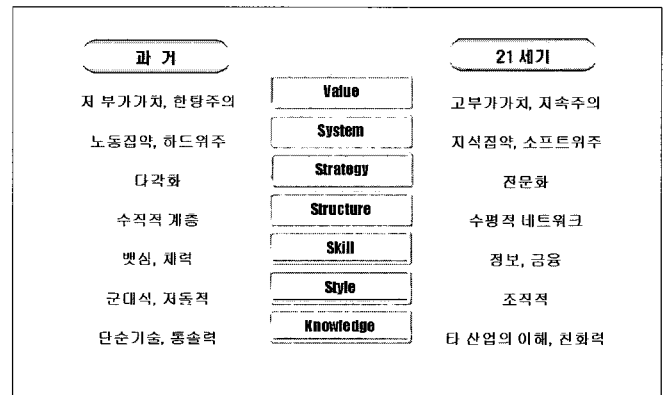 과 거
21 세기
저 부가가치, 한탕주의
Value
고부가가치, 지속주의
노동집약, 하드위주
System
지식집약, 소프트위주
다각화
Strategy
전문화
수직적 계층
Structure
수평적 네트워크
뱃심, 체력
Skill
정보, 금융
군대식, 저돌적
Style
조직적
단순기술, 통솔력
Knowledge
타 산업의 이해, 친화력